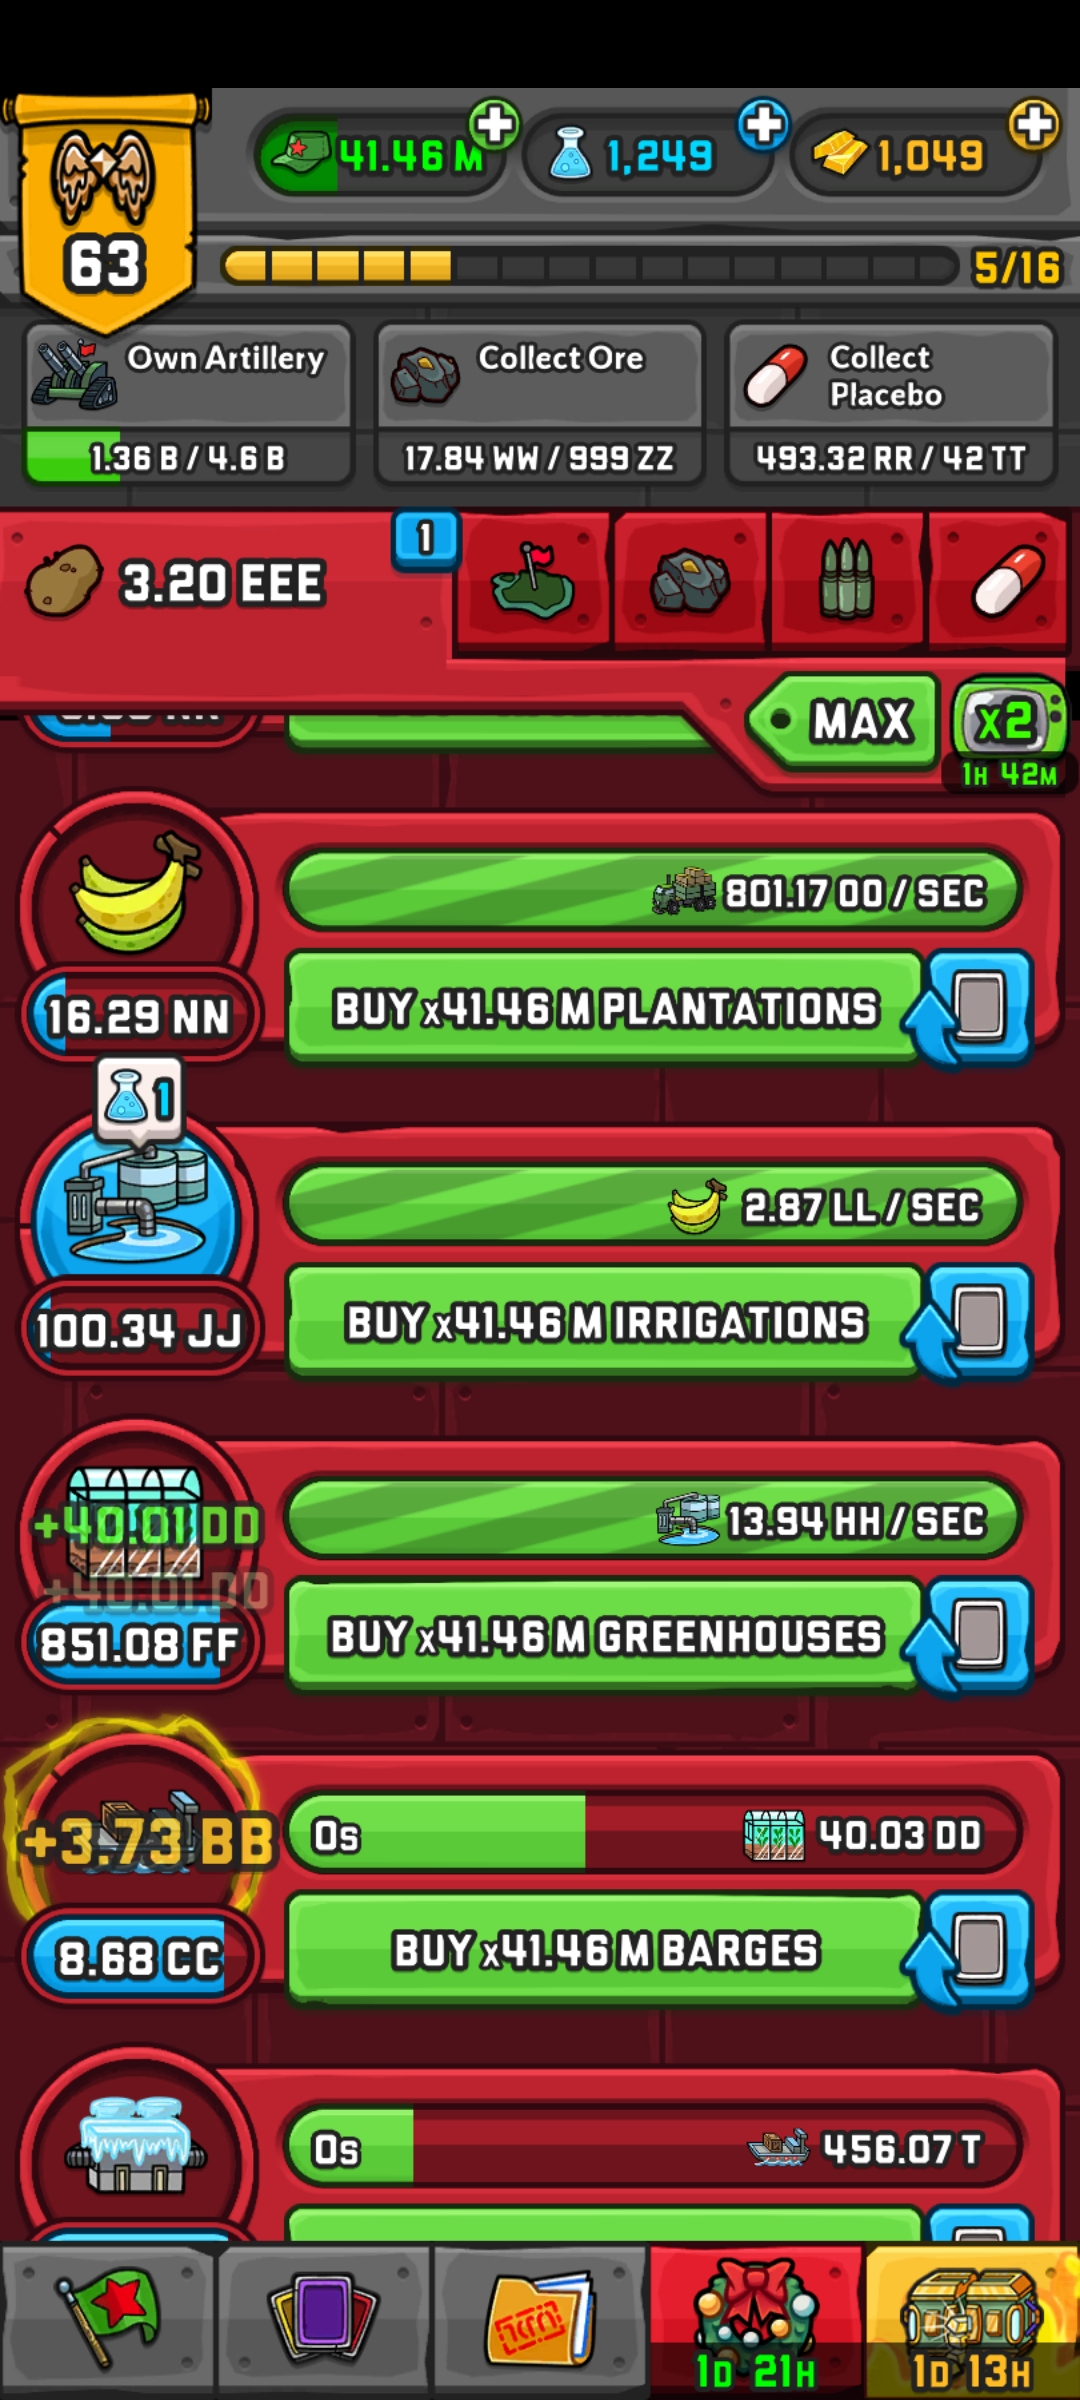 41.46 M
1,249
1,049
63
5/16
Own Artillery
1.36 B / 4.6 B
Collect Ore
17.84 WW / 999 ZZ
Collect
Placebo
493.32 RR / 42 TT
3.20 EEE
1
MAX
x2
1H 42M
801.17 OO / SEC
16.29 NN
BUY x41.46 M PLANTATIONS
1
2.87 LL / SEC
100.34 JJ
BUY x41.46 M IRRIGATIONS
+40.01 DD
+40.01 DD
13.94 HH / SEC
851.08 FF
BUY x41.46 M GREENHOUSES
+3.73 BB
0s
40.03 DD
8.68 CC
BUY x41.46 M BARGES
0s
456.07 T
1D 21H
1D 13H